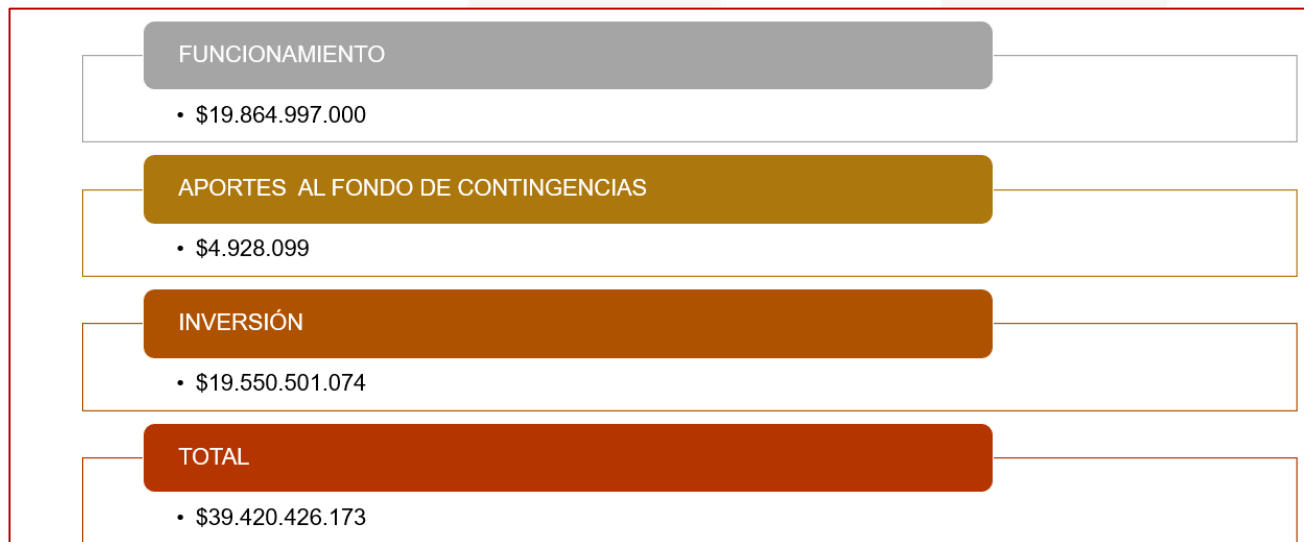 FUNCIONAMIENTO
• $19.864.997.000
APORTES AL FONDO DE CONTINGENCIAS
• $4.928.099
INVERSIÓN
• $19.550.501.074
TOTAL
• $39.420.426.173